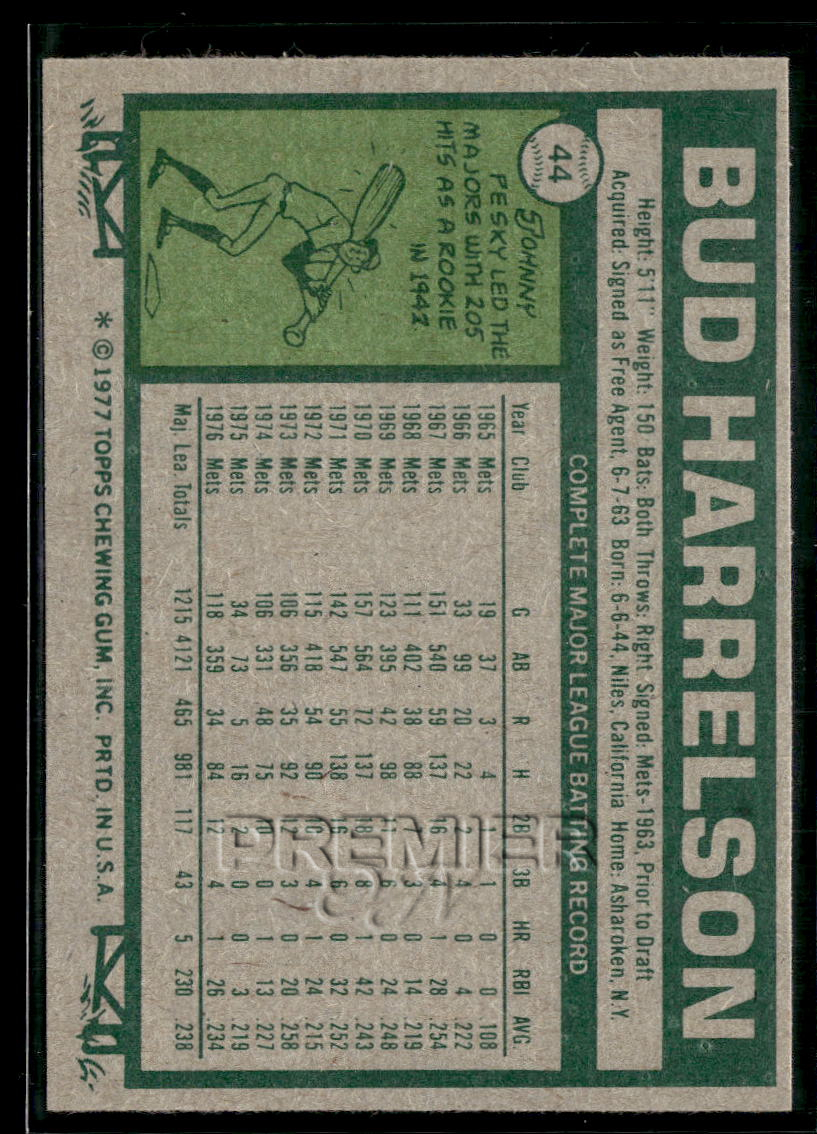 BUD HARRELSON
44
Height: 5'11" Weight: 150 Bats: Both Throws: Right Signed: Mets-1963, Prior to Draft
Acquired: Signed as Free Agent, 6-7-63 Born: 6-6-44, Niles, California Home: Asharoken, N.Y.
JOHNNY
PESKY LED THE
MAJORS WITH 205
HITS AS A ROOKIE
IN 1942
COMPLETE MAJOR LEAGUE BATTING RECORD
Year Club G AB R H 2B 3B HR RBI AVG.
1965 Mets 19 37 3 4 1 1 0 0 .108
1966 Mets 33 99 20 22 2 4 0 4 .222
1967 Mets 151 540 59 137 16 4 1 28 .254
1968 Mets 111 402 38 88 7 3 0 14 .219
1969 Mets 123 395 42 98 11 6 0 24 .248
1970 Mets 157 564 72 137 18 8 1 42 .243
1971 Mets 142 547 55 138 16 6 0 32 .252
1972 Mets 115 418 54 90 10 4 1 24 .215
1973 Mets 106 356 35 92 12 3 0 20 .258
1974 Mets 106 331 48 75 10 0 1 13 .227
1975 Mets 34 73 5 16 2 0 0 3 .219
1976 Mets 118 359 34 84 12 4 1 26 .234
Maj. Lea. Totals 1215 4121 465 981 117 43 5 230 .238
PREMIER
* © 1977 TOPPS CHEWING GUM, INC. PRTD. IN U.S.A.